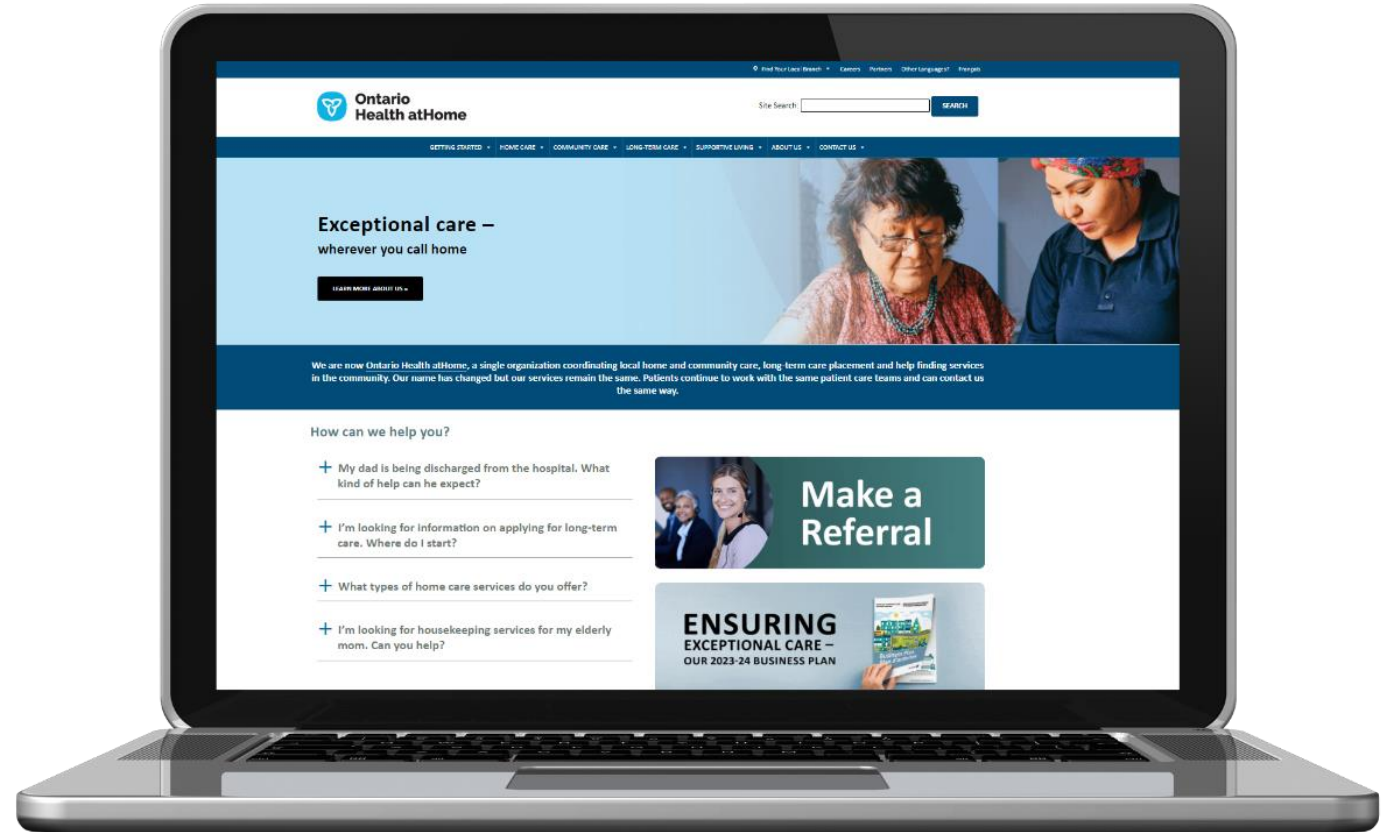 Find Your Local Branch Careers Partners Other Languages? Français
Ontario
Health atHome
Site Search
SEARCH
GETTING STARTED HOME CARE COMMUNITY CARE LONG-TERM CARE SUPPORTIVE LIVING ABOUT US CONTACT US
Exceptional care –
wherever you call home
LEARN MORE ABOUT US »
We are now Ontario Health atHome, a single organization coordinating local home and community care, long-term care placement and help finding services
in the community. Our name has changed but our services remain the same. Patients continue to work with the same patient care teams and can contact us
the same way.
How can we help you?
My dad is being discharged from the hospital. What
kind of help can he expect?
I'm looking for information on applying for long-term
care. Where do I start?
What types of home care services do you offer?
I'm looking for housekeeping services for my elderly
mom. Can you help?
Make a
Referral
ENSURING
EXCEPTIONAL CARE –
OUR 2023-24 BUSINESS PLAN
Business Plan